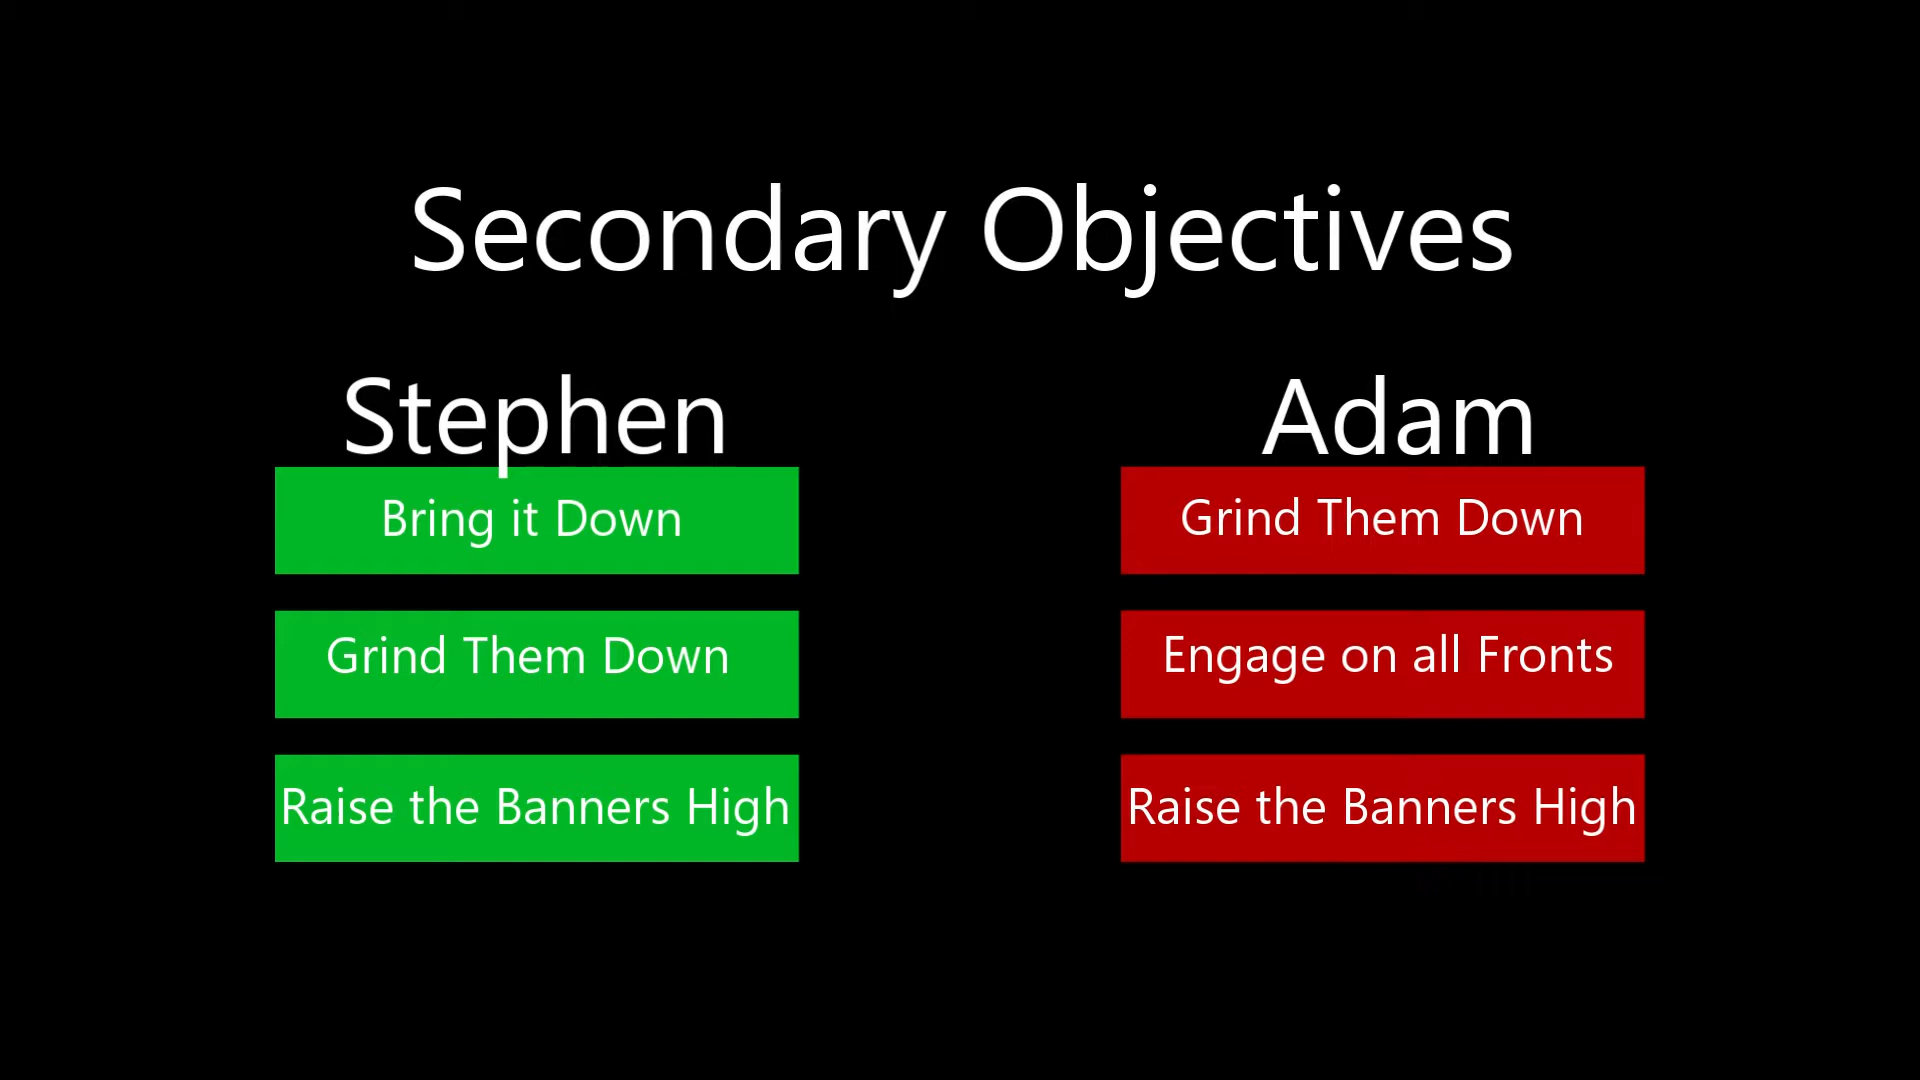 Secondary Objectives
Stephen
Bring it Down
Grind Them Down
Raise the Banners High
Adam
Grind Them Down
Engage on all Fronts
Raise the Banners High